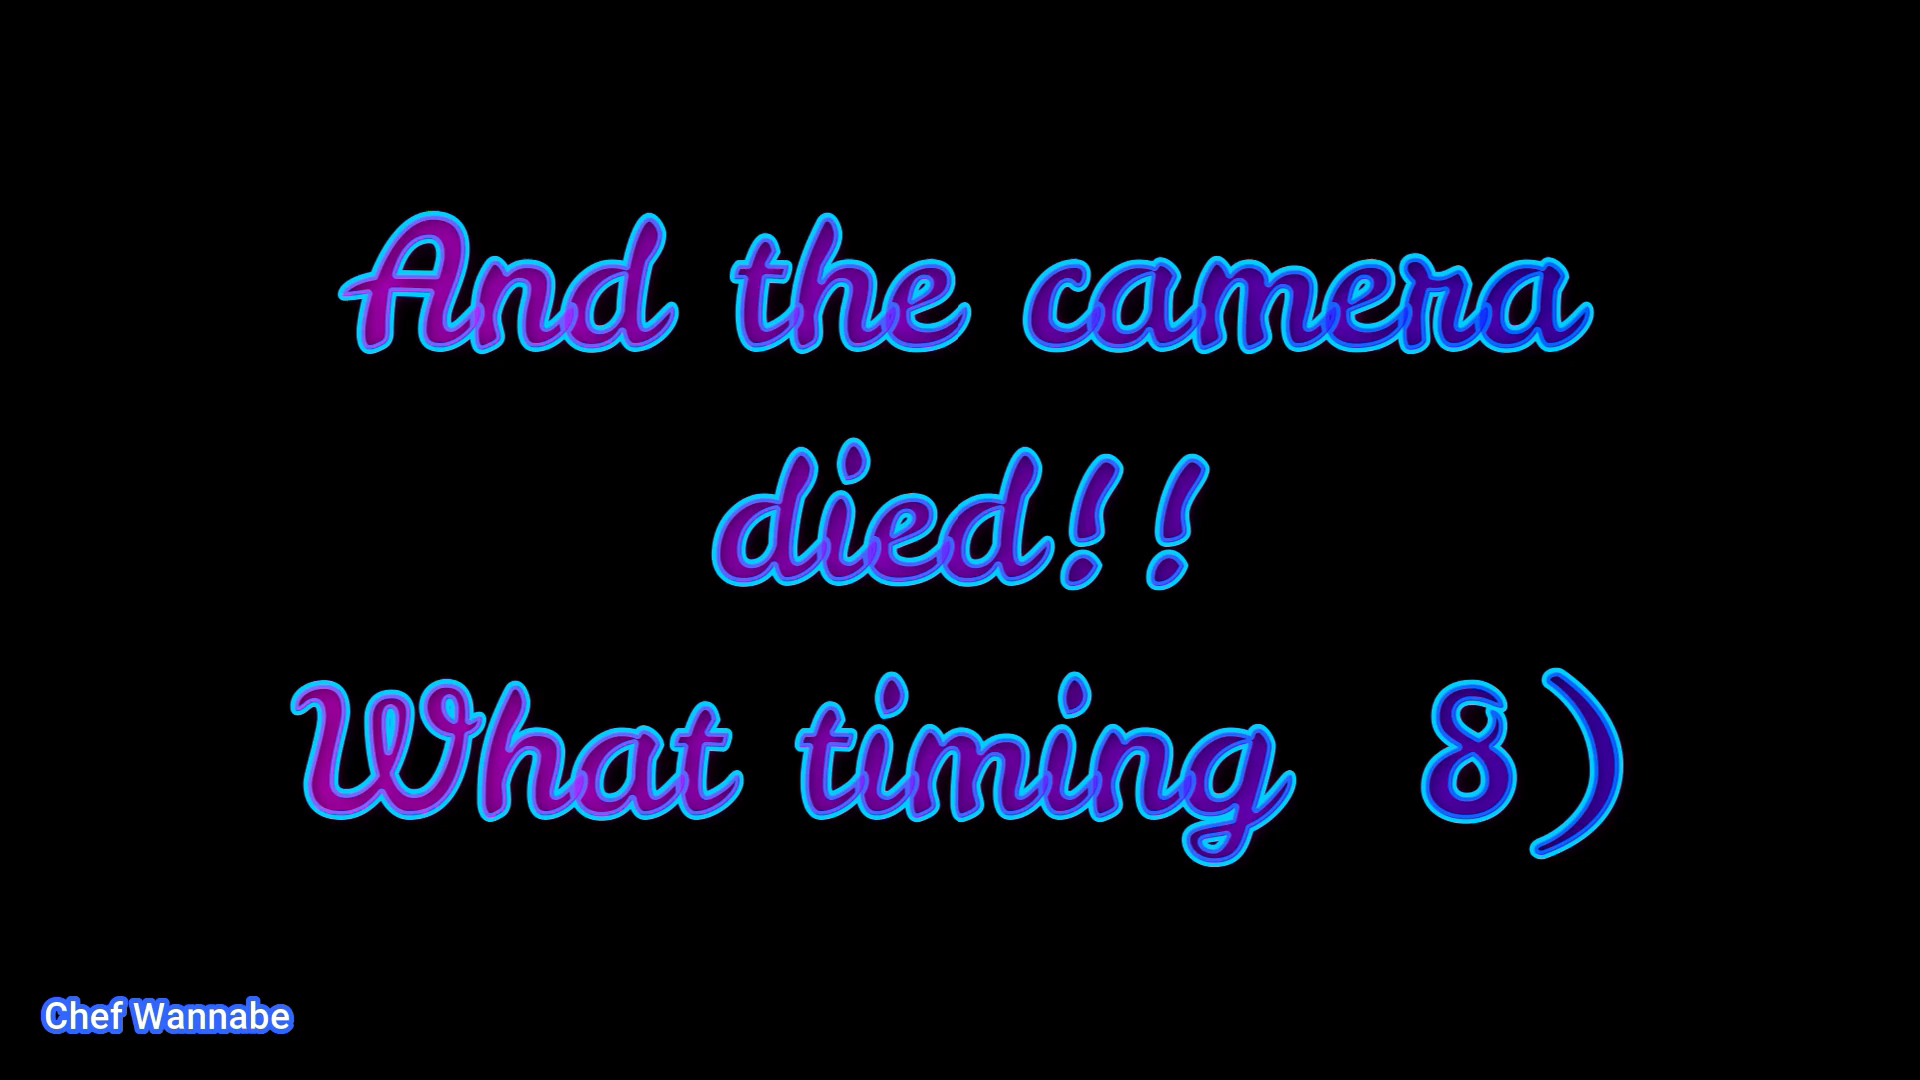 And the camera
died!!
What timing 8)
Chef Wannabe